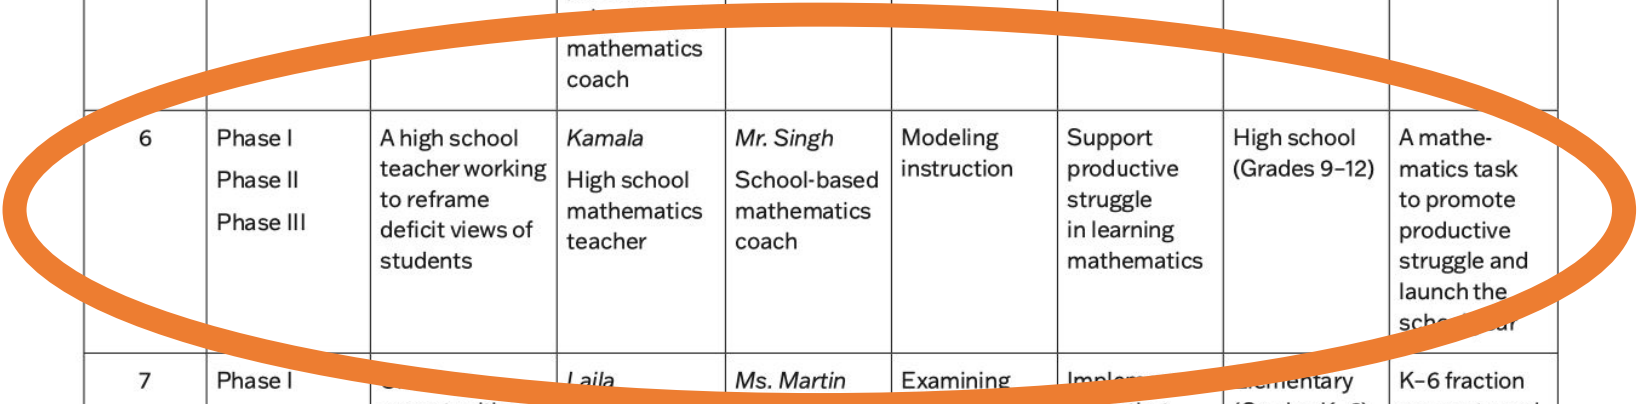 mathematics
coach
6
Phase I
Phase II
Phase III
A high school
teacher working
to reframe
deficit views of
students
Kamala
High school
mathematics
teacher
Mr. Singh
School-based
mathematics
coach
Modeling
instruction
Support
productive
struggle
in learning
mathematics
High school
(Grades 9–12)
A mathe-
matics task
to promote
productive
struggle and
launch the
7
Phase I
Laila
Ms. Martin
Examining
K–6 fraction